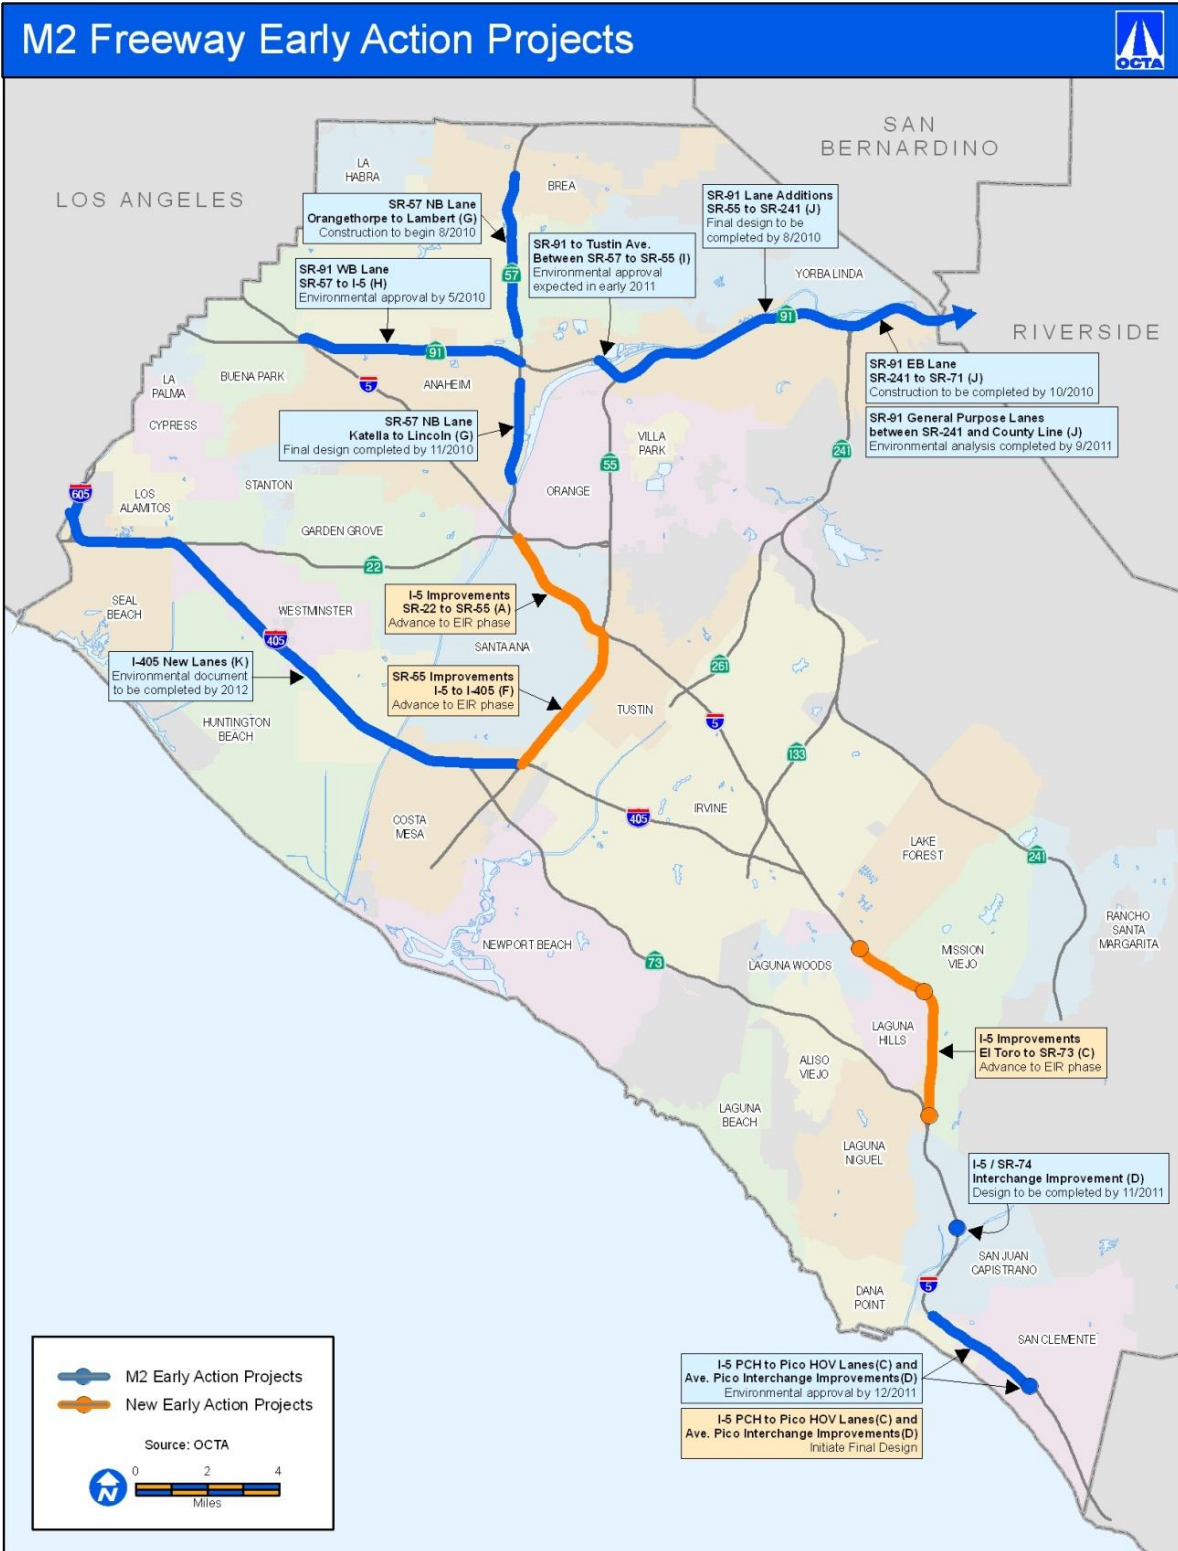 M2 Freeway Early Action Projects
OCTA
SAN
BERNARDINO
LOS ANGELES
LA
HABRA
BREA
SR-57 NB Lane
Orangethorpe to Lambert (G)
Construction to begin 8/2010
SR-91 Lane Additions
SR-55 to SR-241 (J)
Final design to be
completed by 8/2010
SR-91 to Tustin Ave.
Between SR-57 to SR-55 (I)
Environmental approval
expected in early 2011
SR-91 WB Lane
SR-57 to I-5 (H)
Environmental approval by 5/2010
57
YORBA LINDA
91
RIVERSIDE
91
SR-91 EB Lane
SR-241 to SR-71 (J)
Construction to be completed by 10/2010
SR-91 General Purpose Lanes
between SR-241 and County Line (J)
Environmental analysis completed by 9/2011
LA
PALMA
BUENA PARK
5
ANAHEIM
CYPRESS
SR-57 NB Lane
Katella to Lincoln (G)
Final design completed by 11/2010
VILLA
PARK
241
55
605
LOS
ALAMITOS
STANTON
ORANGE
GARDEN GROVE
22
SEAL
BEACH
WESTMINSTER
405
I-5 Improvements
SR-22 to SR-55 (A)
Advance to EIR phase
SANTA ANA
I-405 New Lanes (K)
Environmental document
to be completed by 2012
SR-55 Improvements
I-5 to I-405 (F)
Advance to EIR phase
261
TUSTIN
5
HUNTINGTON
BEACH
133
COSTA
MESA
405
IRVINE
LAKE
FOREST
241
RANCHO
SANTA
MARGARITA
NEWPORT BEACH
73
LAGUNA WOODS
MISSION
VIEJO
LAGUNA
HILLS
I-5 Improvements
El Toro to SR-73 (C)
Advance to EIR phase
ALISO
VIEJO
LAGUNA
BEACH
LAGUNA
NIGUEL
I-5 / SR-74
Interchange Improvement (D)
Design to be completed by 11/2011
SAN JUAN
CAPISTRANO
5
DANA
POINT
SAN CLEMENTE
I-5 PCH to Pico HOV Lanes(C) and
Ave. Pico Interchange Improvements(D)
Environmental approval by 12/2011
I-5 PCH to Pico HOV Lanes(C) and
Ave. Pico Interchange Improvements(D)
Initiate Final Design
M2 Early Action Projects
New Early Action Projects
Source: OCTA
0 2 4
N
Miles